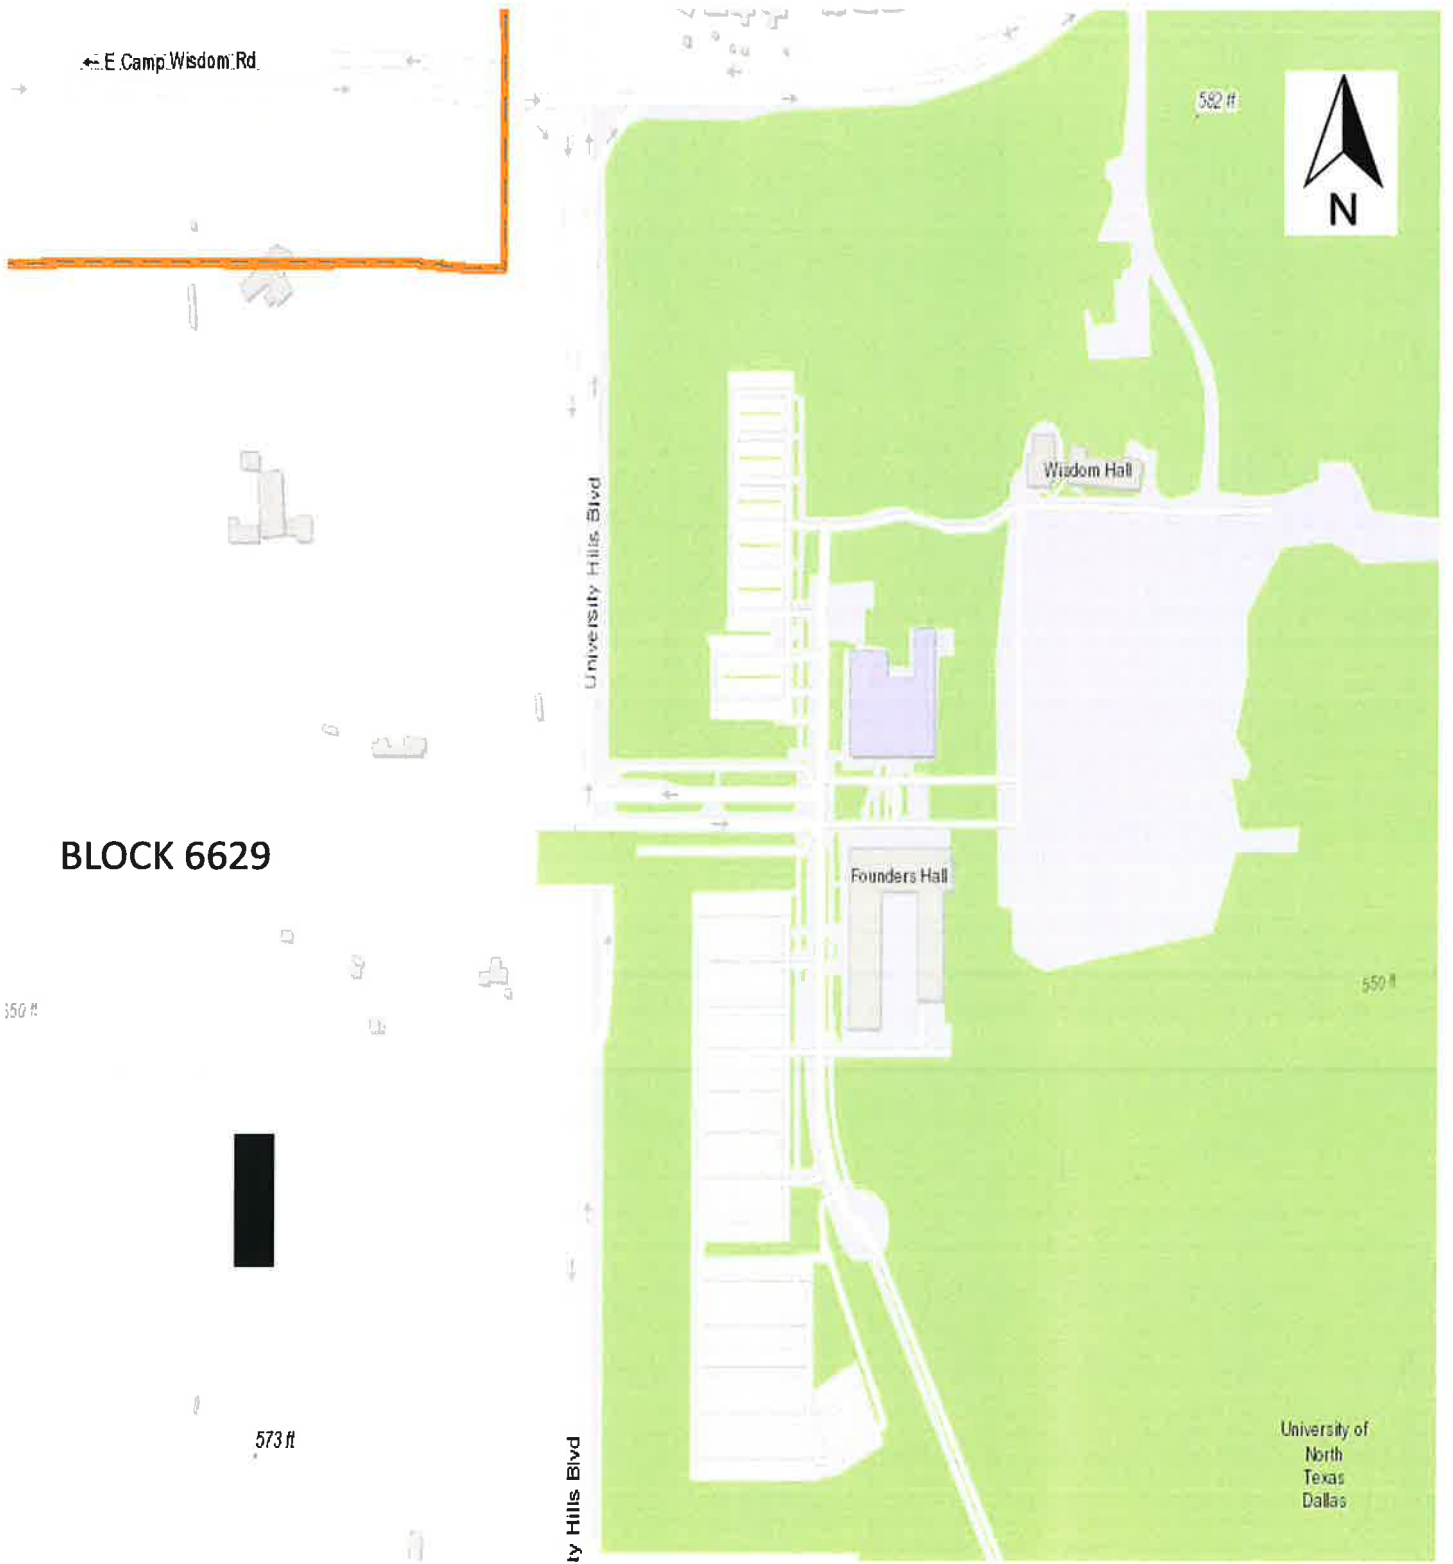 E Camp Wisdom Rd
582 ft
N
Wisdom Hall
University Hills Blvd
BLOCK 6629
Founders Hall
550 ft
550 ft
573 ft
ty Hills Blvd
University of
North
Texas
Dallas